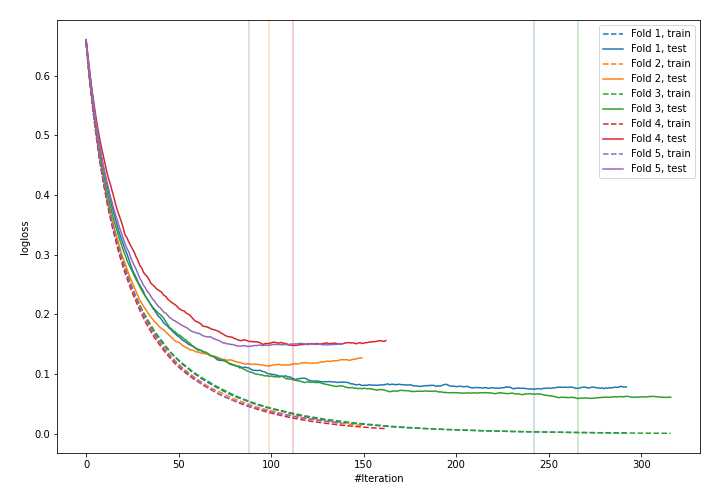 Fold 1, train
Fold 1, test
Fold 2, train
Fold 2, test
Fold 3, train
Fold 3, test
Fold 4, train
Fold 4, test
Fold 5, train
Fold 5, test
logloss
0.6
0.5
0.4
0.3
0.2
0.1
0.0
0 50 100 150 200 250 300
#Iteration